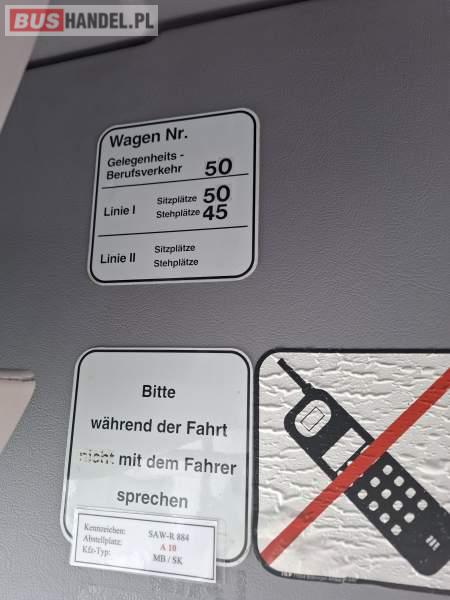 BUSHANDEL.PL
Wagen Nr.
Gelegenheits -
Berufsverkehr 50
Linie I Sitzplätze 50
Stehplätze 45
Linie II Sitzplätze
Stehplätze
Bitte
während der Fahrt
nicht mit dem Fahrer
sprechen
Kennzeichen: SAW-R 884
Abstellplatz: A 10
Kfz-Typ: MB / SK